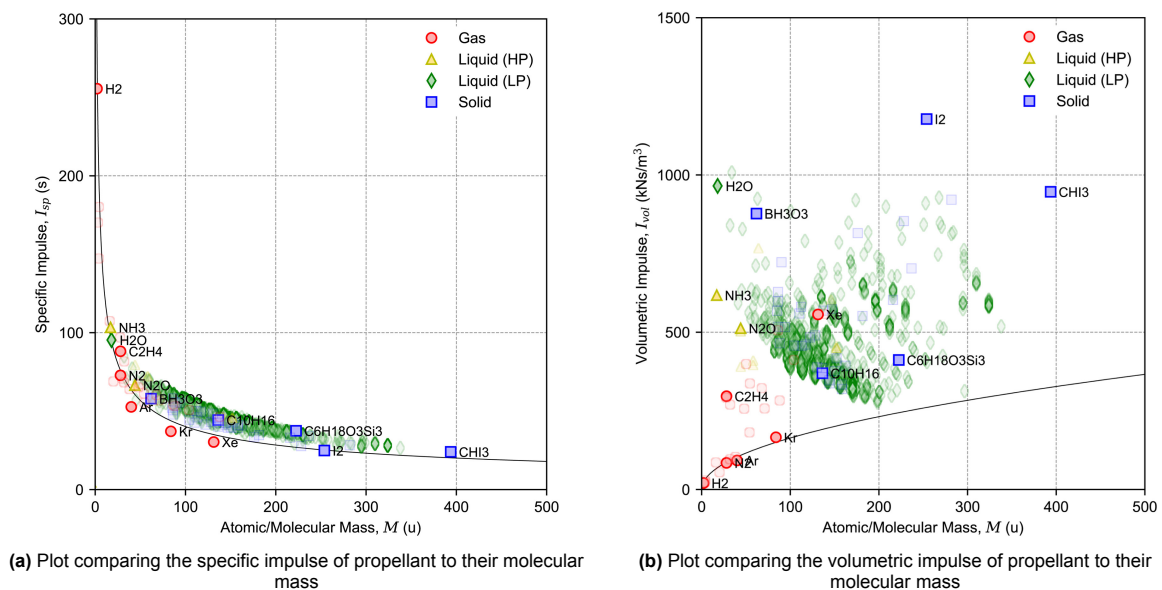 300
200
100
0
0
100
200
300
400
500
Specific Impulse, I_sp (s)
Atomic/Molecular Mass, M (u)
Gas
Liquid (HP)
Liquid (LP)
Solid
H2
NH3
H2O
C2H4
N2
N2O
BH3O3
Ar
Kr
Xe
C10H16
C6H18O3Si3
I2
CHI3
(a) Plot comparing the specific impulse of propellant to their molecular
mass
1500
1000
500
0
0
100
200
300
400
500
Volumetric Impulse, I_vol (kNs/m³)
Atomic/Molecular Mass, M (u)
Gas
Liquid (HP)
Liquid (LP)
Solid
I2
H2O
CHI3
BH3O3
NH3
Xe
N2O
C6H18O3Si3
C10H16
C2H4
Kr
Ar
N2
H2
(b) Plot comparing the volumetric impulse of propellant to their
molecular mass